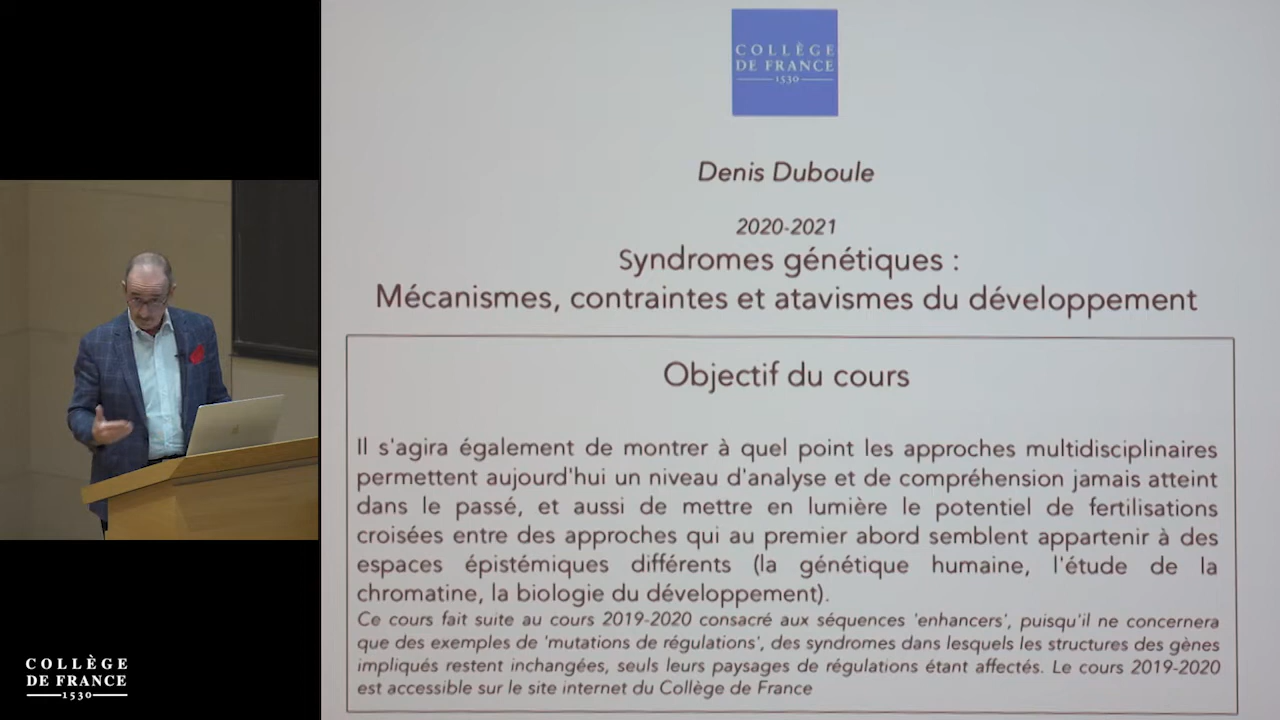 COLLÈGE
DE FRANCE
1530
Denis Duboule
2020-2021
Syndromes génétiques :
Mécanismes, contraintes et atavismes du développement
Objectif du cours
Il s'agira également de montrer à quel point les approches multidisciplinaires
permettent aujourd'hui un niveau d'analyse et de compréhension jamais atteint
dans le passé, et aussi de mettre en lumière le potentiel de fertilisations
croisées entre des approches qui au premier abord semblent appartenir à des
espaces épistémiques différents (la génétique humaine, l'étude de la
chromatine, la biologie du développement).
Ce cours fait suite au cours 2019-2020 consacré aux séquences 'enhancers', puisqu'il ne concernera
que des exemples de 'mutations de régulations', des syndromes dans lesquels les structures des gènes
impliqués restent inchangées, seuls leurs paysages de régulations étant affectés. Le cours 2019-2020
est accessible sur le site internet du Collège de France
COLLÈGE
DE FRANCE
1530